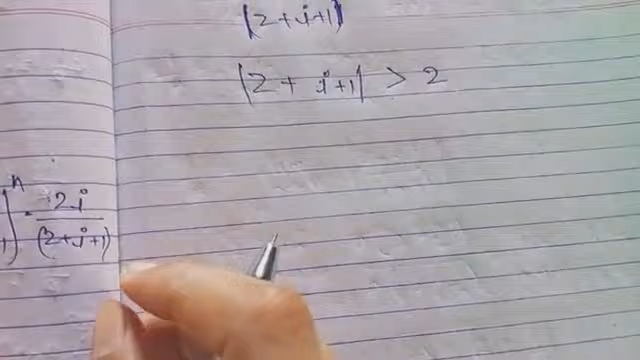 |z+i+1|
|z + i+1| > 2
)^n . 2i/(z+i+1)